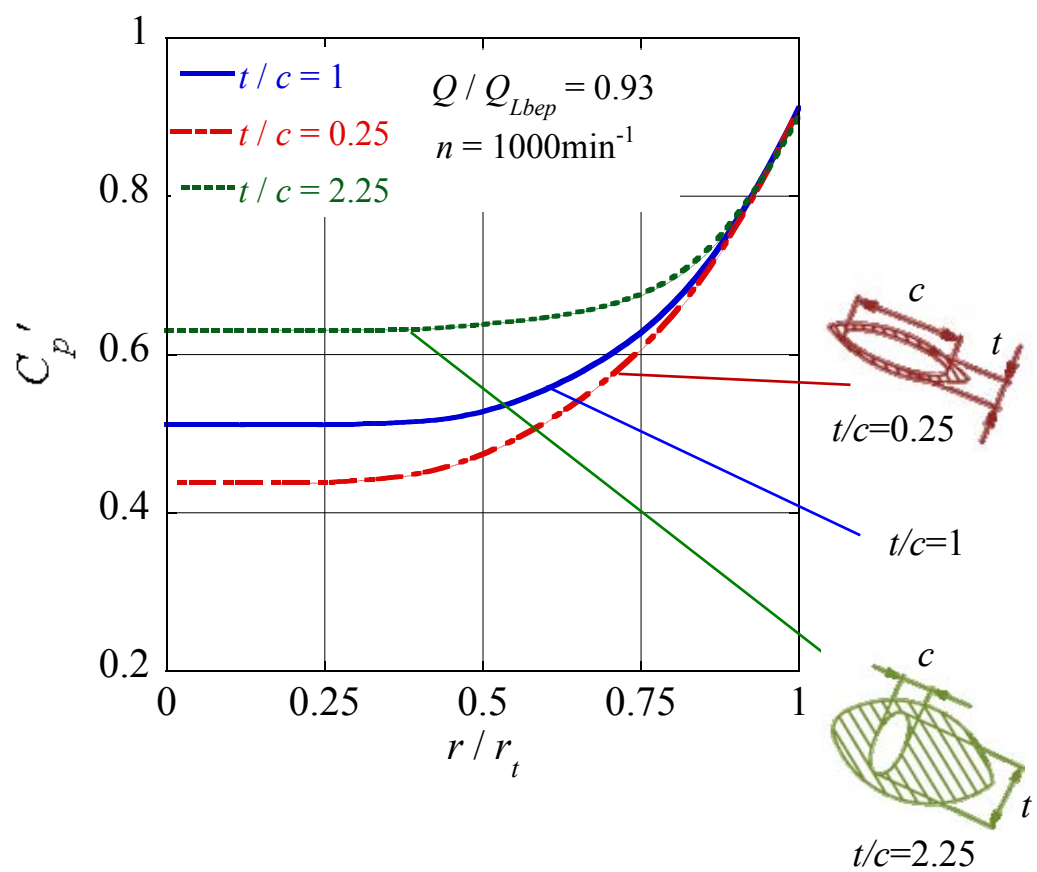 1
0.8
0.6
0.4
0.2
C_p'
t / c = 1
t / c = 0.25
t / c = 2.25
Q / Q_Lbep = 0.93
n = 1000min^-1
0 0.25 0.5 0.75 1
r / r_t
c
t
t/c=0.25
t/c=1
c
t
t/c=2.25